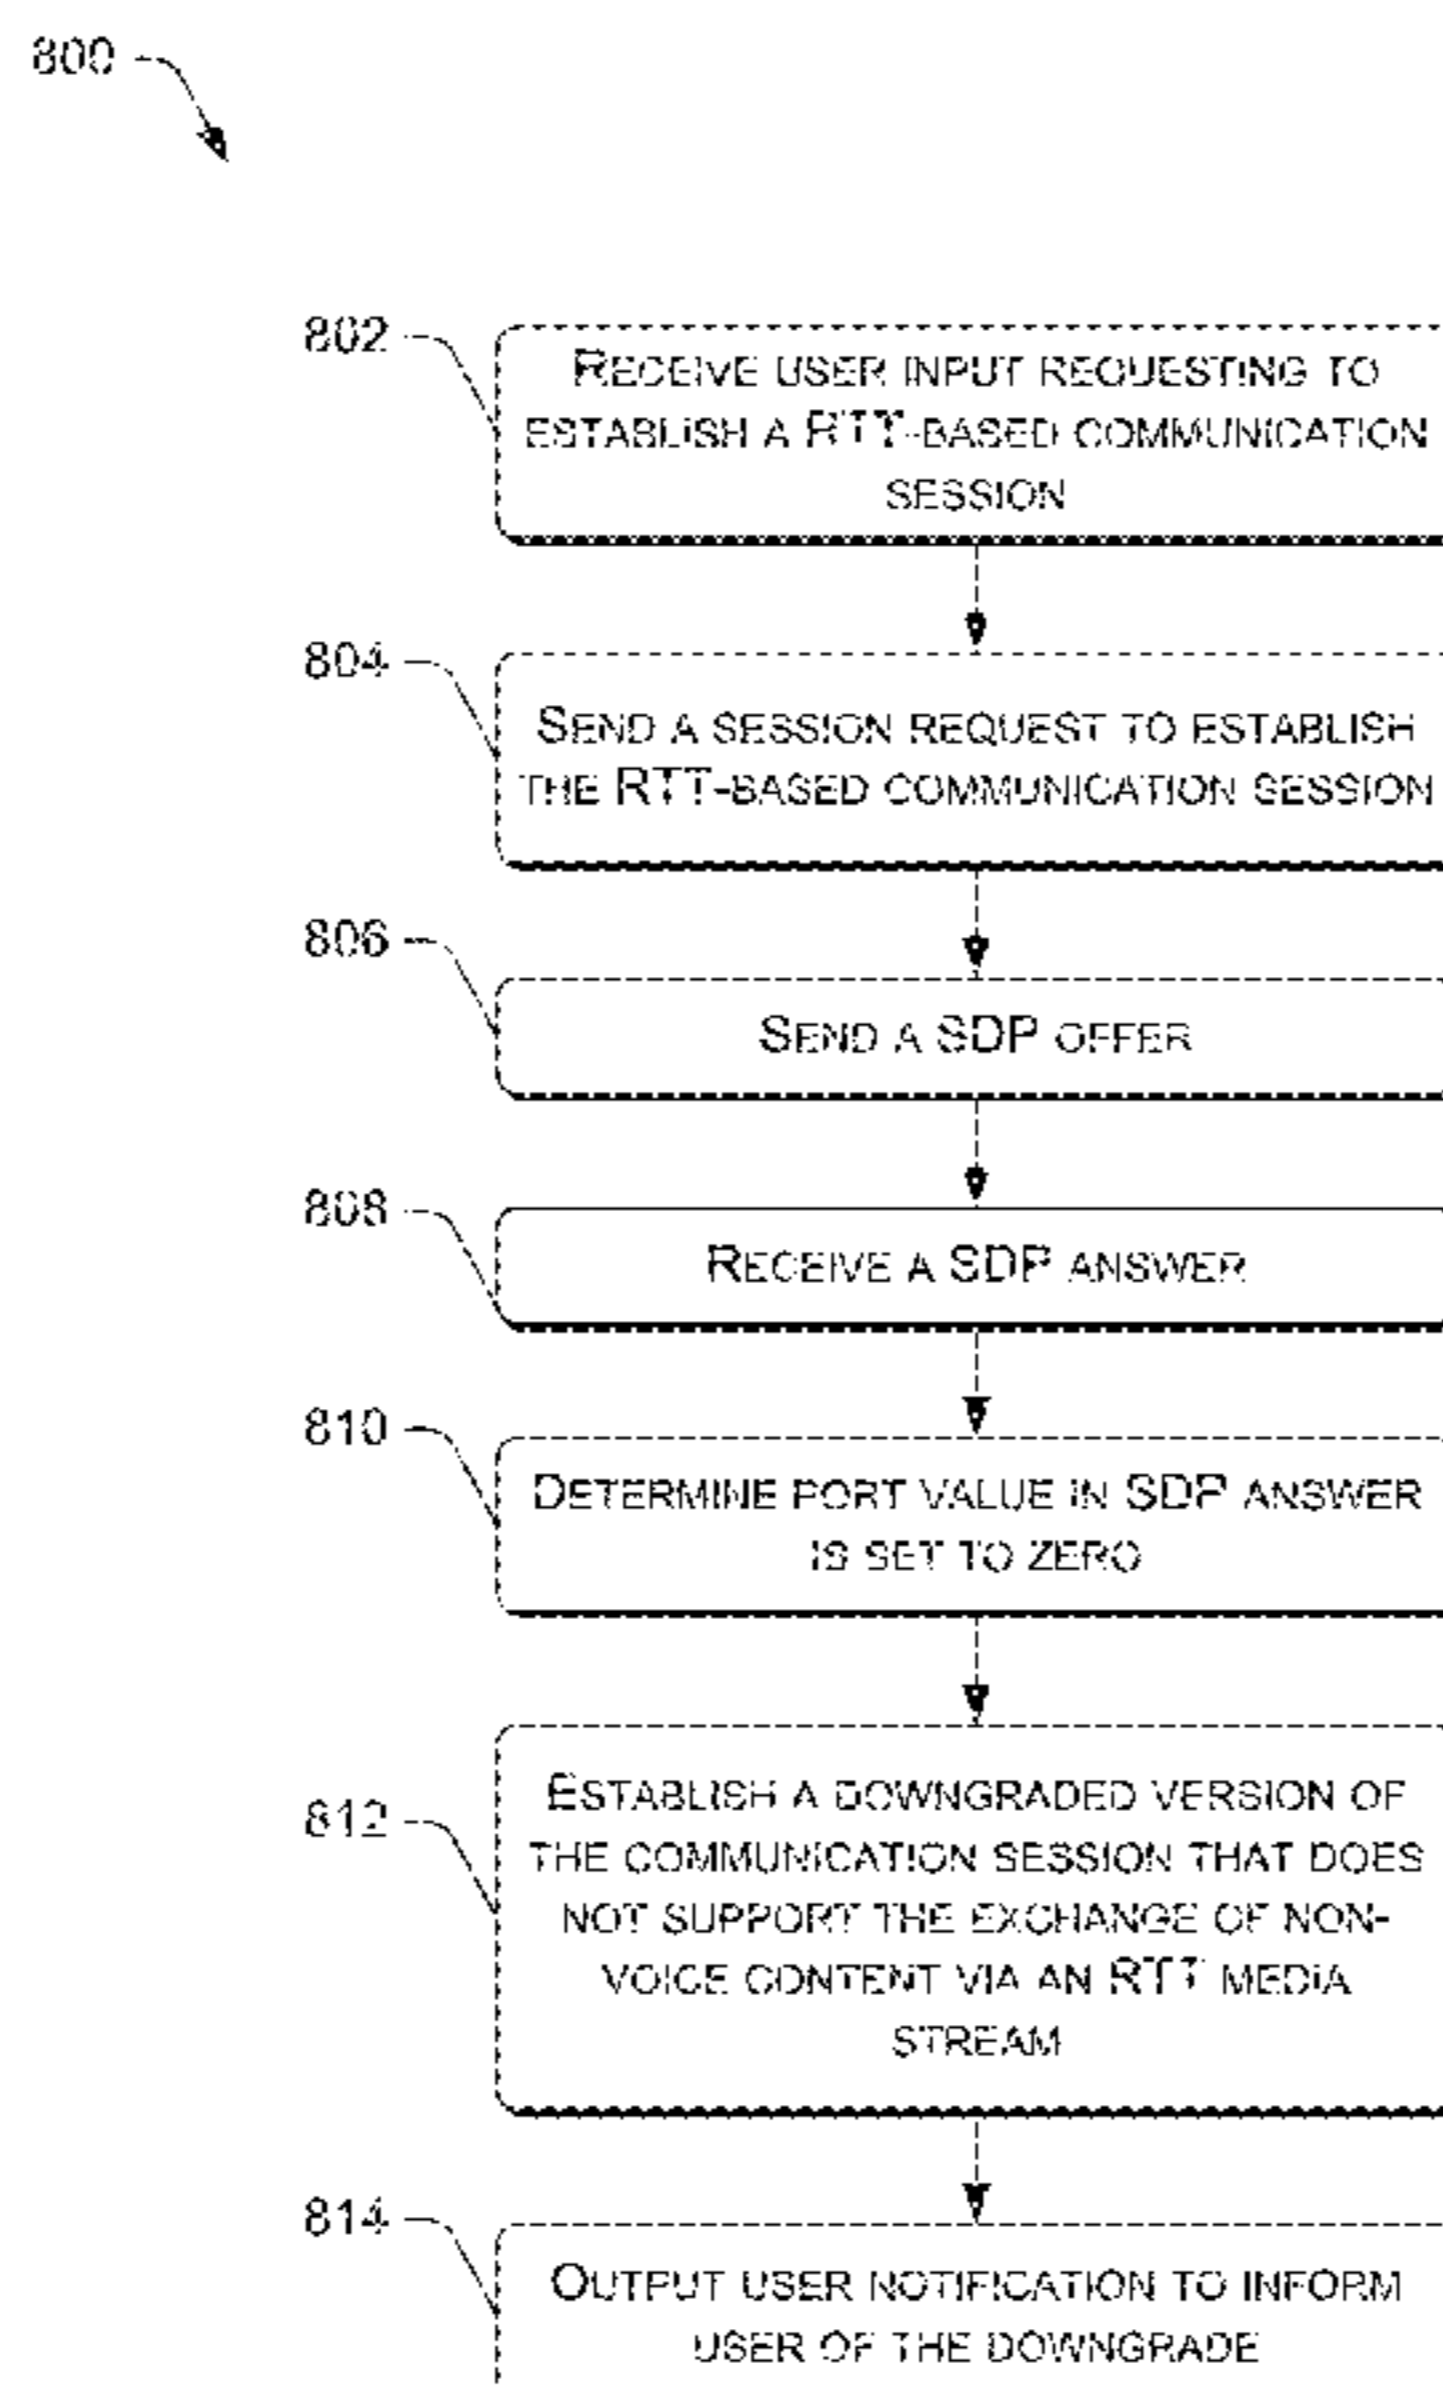 800
802
RECEIVE USER INPUT REQUESTING TO
ESTABLISH A RTT-BASED COMMUNICATION
SESSION
804
SEND A SESSION REQUEST TO ESTABLISH
THE RTT-BASED COMMUNICATION SESSION
806
SEND A SDP OFFER
808
RECEIVE A SDP ANSWER
810
DETERMINE PORT VALUE IN SDP ANSWER
IS SET TO ZERO
812
ESTABLISH A DOWNGRADED VERSION OF
THE COMMUNICATION SESSION THAT DOES
NOT SUPPORT THE EXCHANGE OF NON-
VOICE CONTENT VIA AN RTT MEDIA
STREAM
814
OUTPUT USER NOTIFICATION TO INFORM
USER OF THE DOWNGRADE